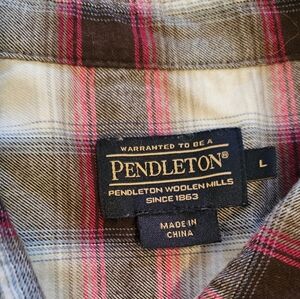 WARRANTED TO BE A
PENDLETON®
PENDLETON WOOLEN MILLS
SINCE 1863
L
MADE IN
CHINA